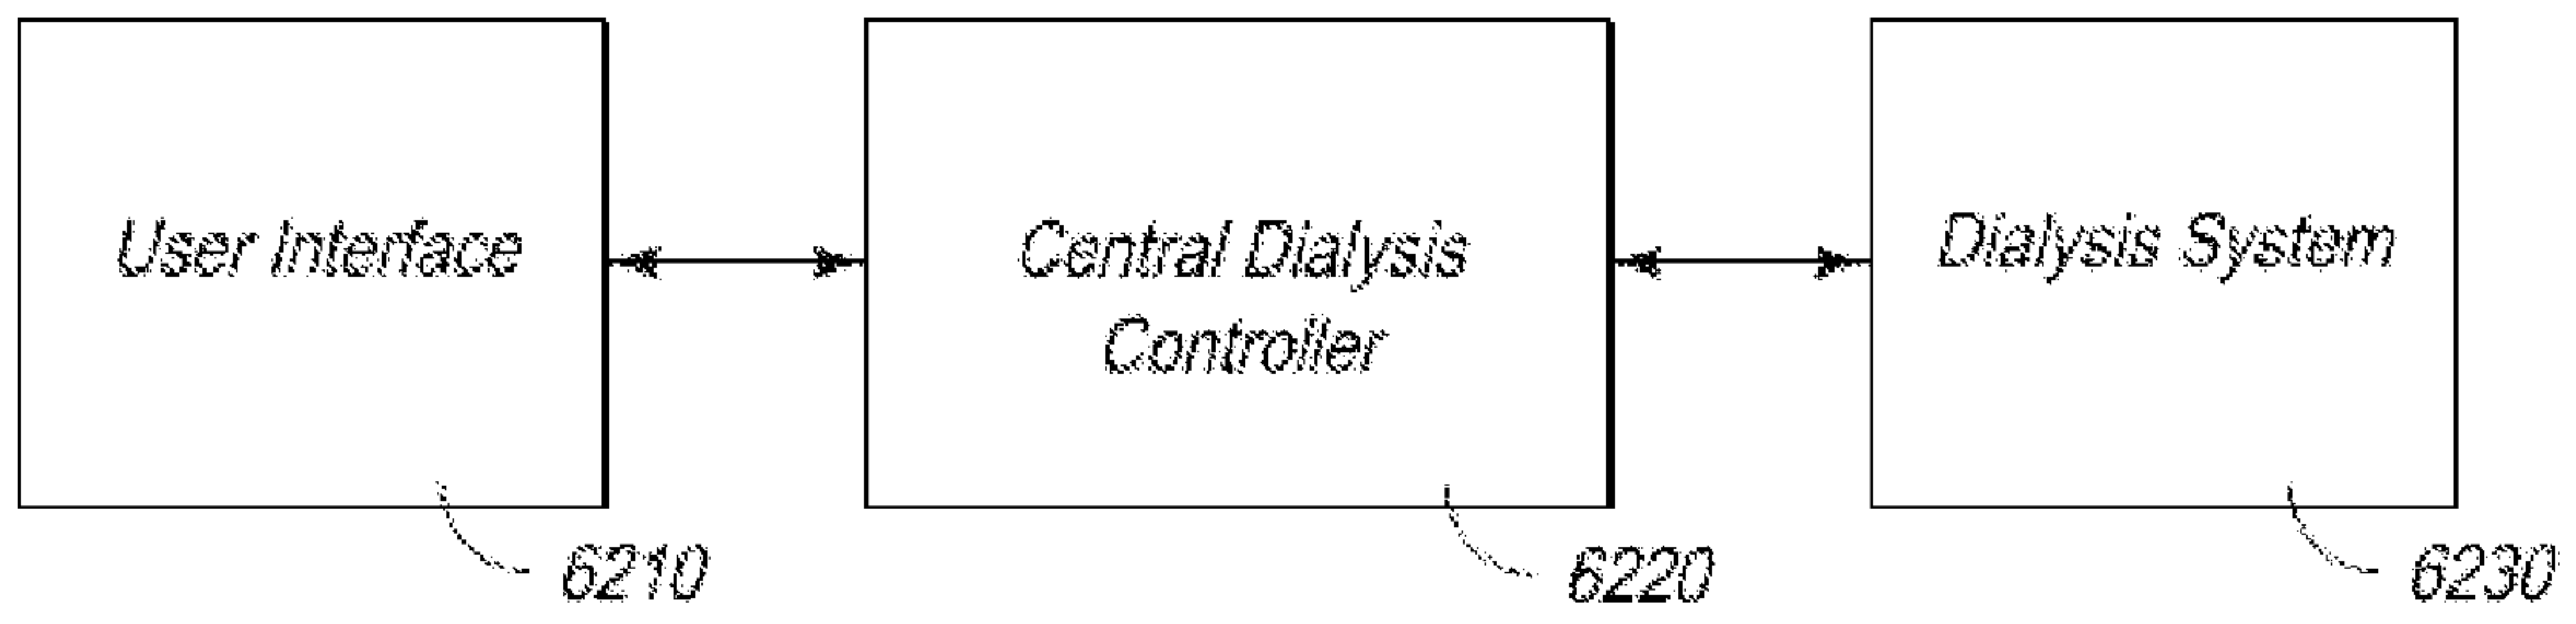 User Interface
Central Dialysis
Controller
Dialysis System
6210
6220
6230